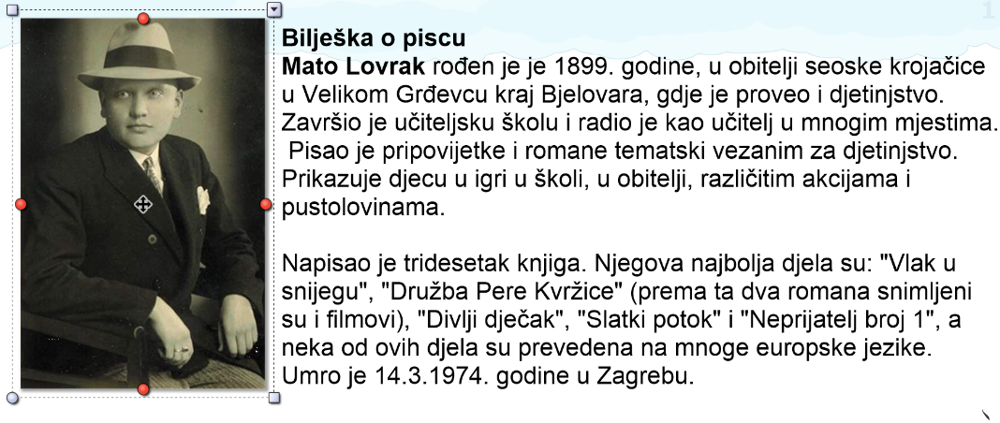 1
Bilješka o piscu
Mato Lovrak rođen je je 1899. godine, u obitelji seoske krojačice
u Velikom Grđevcu kraj Bjelovara, gdje je proveo i djetinjstvo.
Završio je učiteljsku školu i radio je kao učitelj u mnogim mjestima.
Pisao je pripovijetke i romane tematski vezanim za djetinjstvo.
Prikazuje djecu u igri u školi, u obitelji, različitim akcijama i
pustolovinama.
Napisao je tridesetak knjiga. Njegova najbolja djela su: "Vlak u
snijegu", "Družba Pere Kvržice" (prema ta dva romana snimljeni
su i filmovi), "Divlji dječak", "Slatki potok" i "Neprijatelj broj 1", a
neka od ovih djela su prevedena na mnoge europske jezike.
Umro je 14.3.1974. godine u Zagrebu.